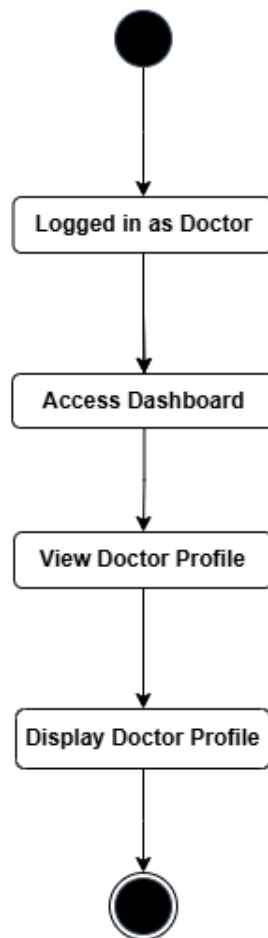 Logged in as Doctor
Access Dashboard
View Doctor Profile
Display Doctor Profile